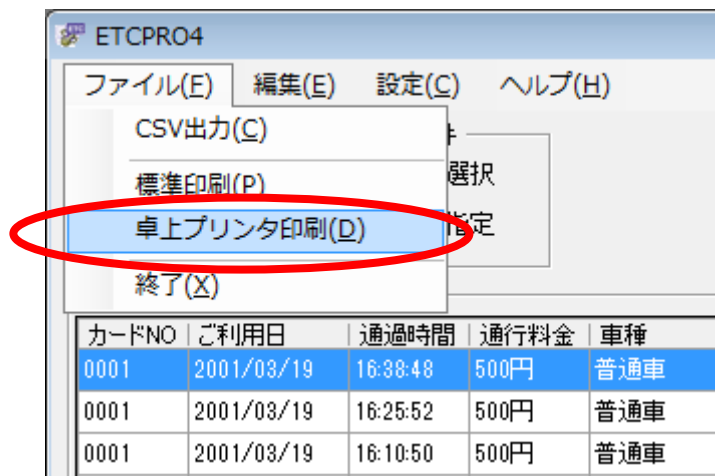 ETCPRO4
ファイル(F) 編集(E) 設定(C) ヘルプ(H)
CSV出力(C)
標準印刷(P)
選択
卓上プリンタ印刷(D)
指定
終了(X)
カードNO ご利用日 通過時間 通行料金 車種
0001 2001/03/19 16:38:48 500円 普通車
0001 2001/03/19 16:25:52 500円 普通車
0001 2001/03/19 16:10:50 500円 普通車